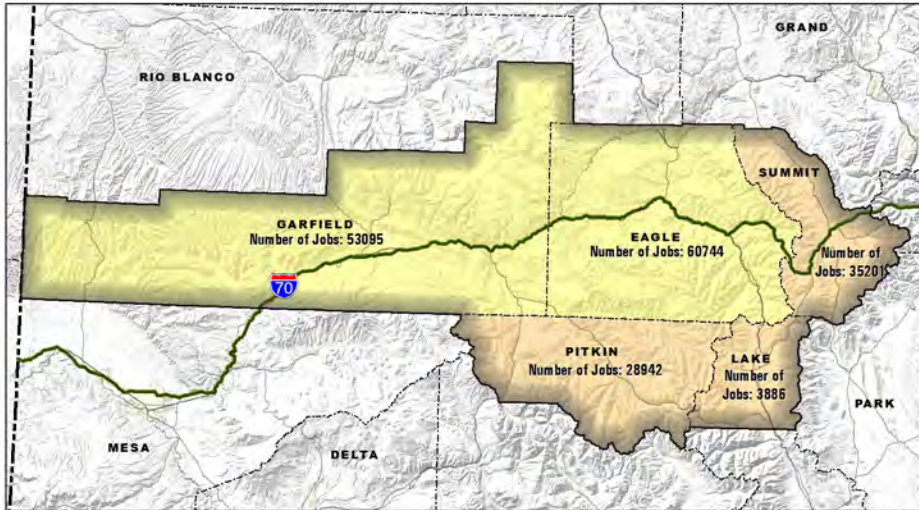 GRAND
RIO BLANCO
SUMMIT
GARFIELD
Number of Jobs: 53095
EAGLE
Number of Jobs: 60744
Number of
Jobs: 35201
70
PITKIN
Number of Jobs: 28942
LAKE
Number of
Jobs: 3886
PARK
MESA
DELTA